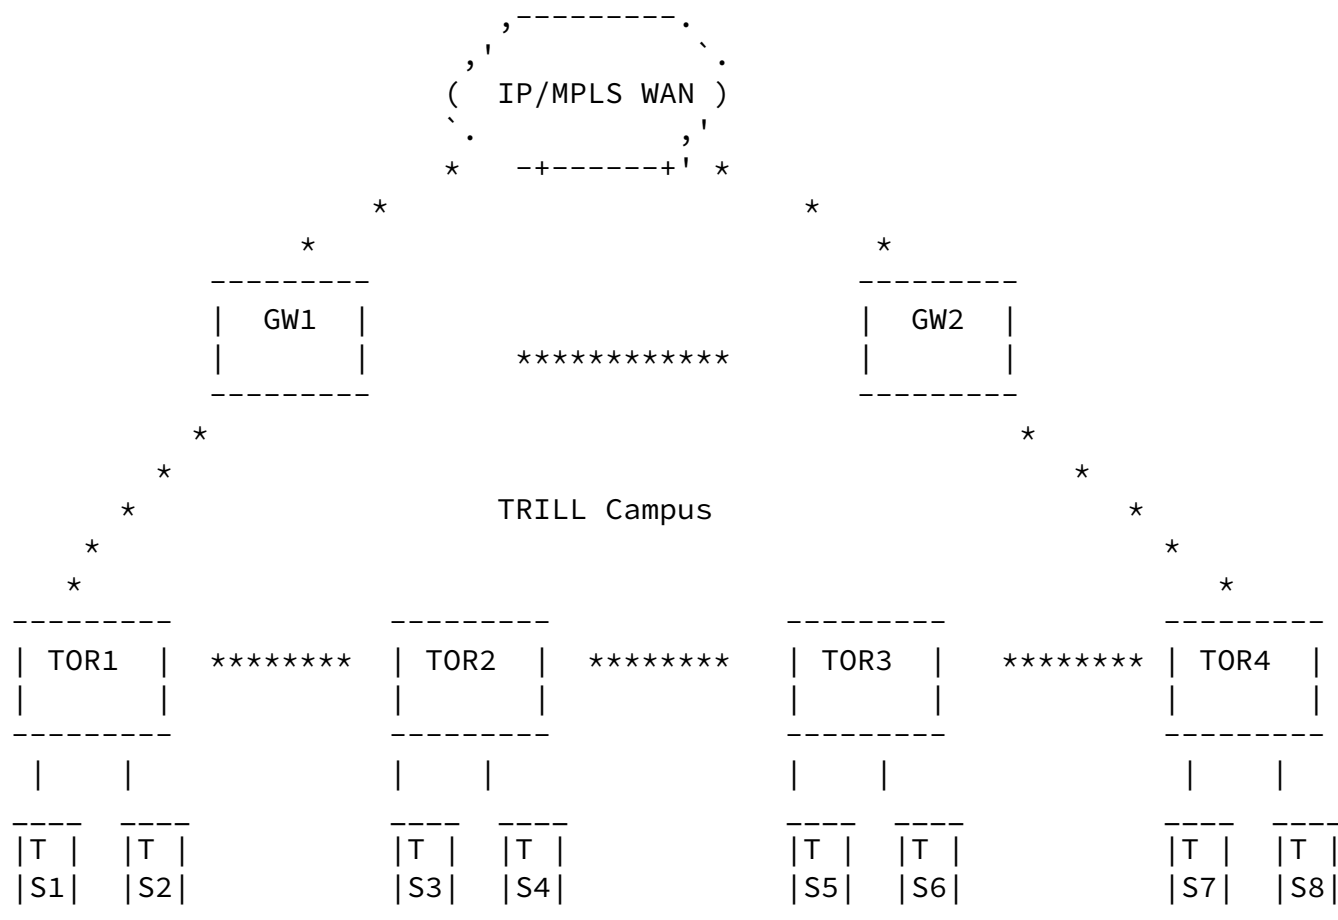 IP/MPLS WAN
GW1 GW2
TRILL Campus
TOR1 TOR2 TOR3 TOR4
T T T T T T T T
S1 S2 S3 S4 S5 S6 S7 S8